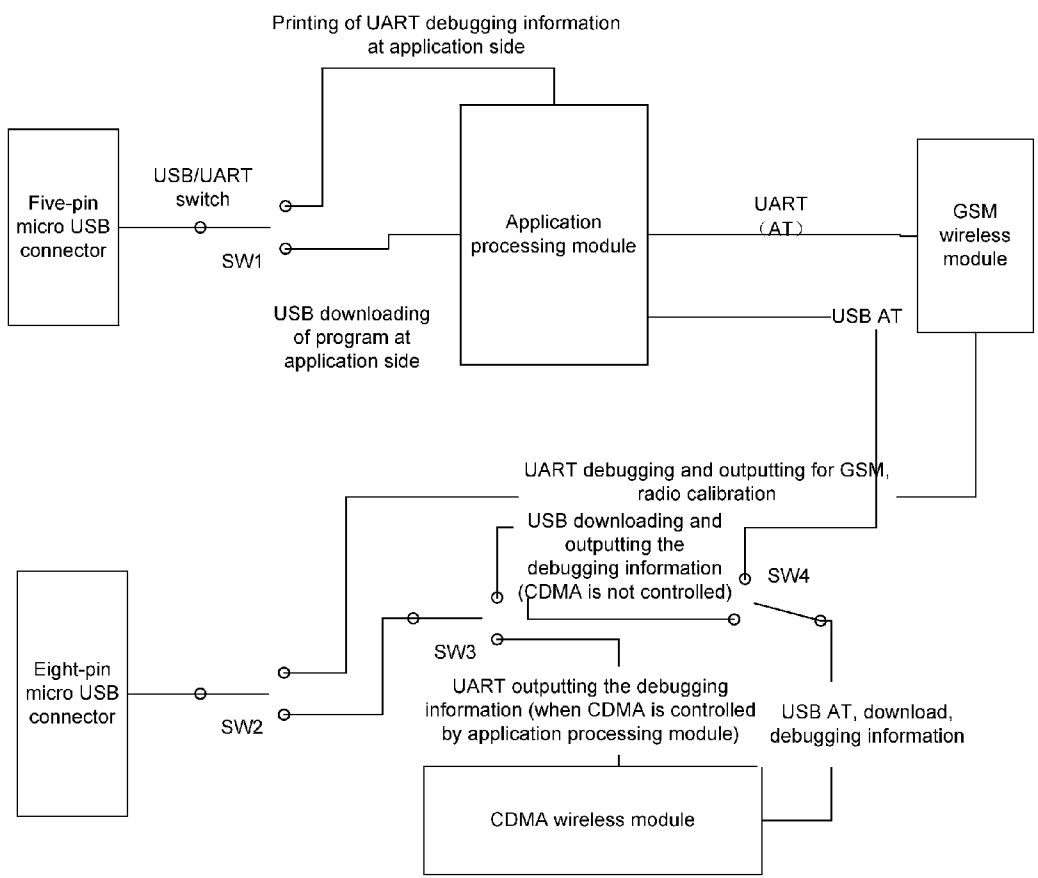 Printing of UART debugging information
at application side
Five-pin
micro USB
connector
USB/UART
switch
SW1
USB downloading
of program at
application side
Application
processing module
UART
(AT)
USB AT
GSM
wireless
module
UART debugging and outputting for GSM,
radio calibration
USB downloading and
outputting the
debugging information
(CDMA is not controlled)
SW4
SW3
Eight-pin
micro USB
connector
SW2
UART outputting the debugging
information (when CDMA is controlled
by application processing module)
USB AT, download,
debugging information
CDMA wireless module